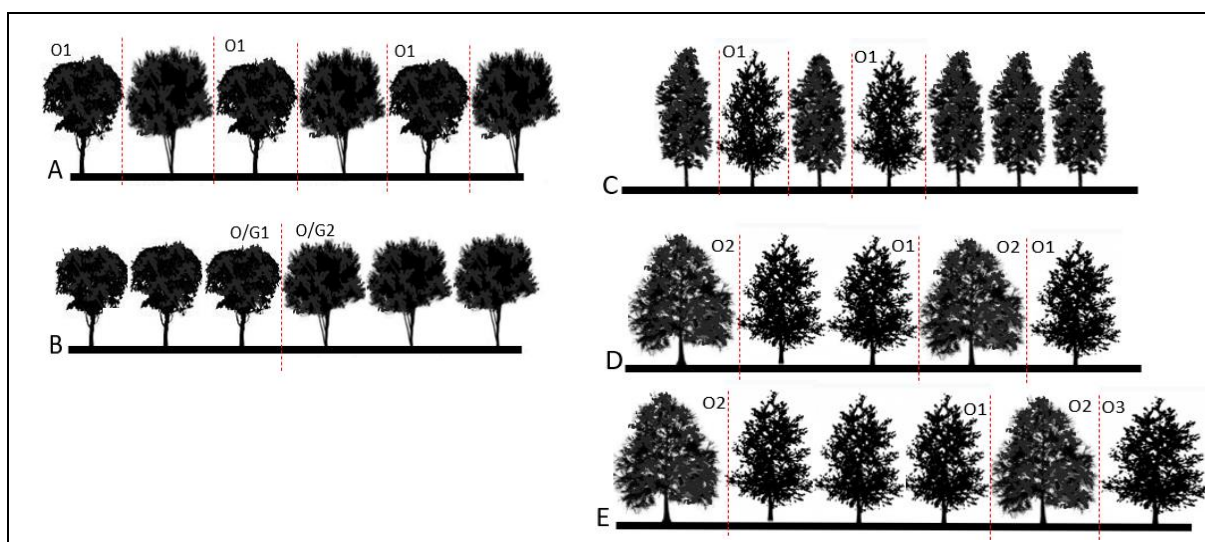 O1 O1 O1
A
O/G1 O/G2
B
O1 O1
C
O2 O1 O2 O1
D
O2 O1 O2 O3
E